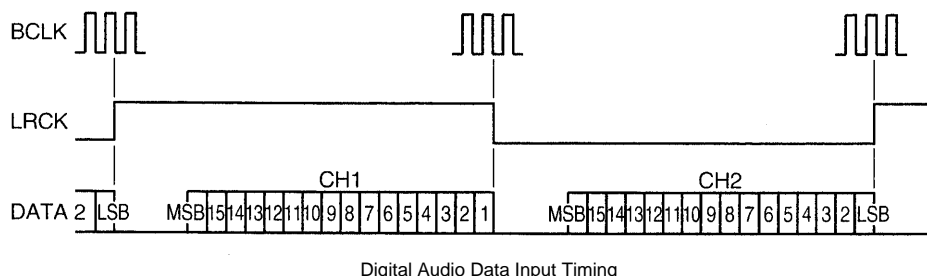 BCLK
LRCK
CH1
CH2
DATA 2 LSB MSB 15 14 13 12 11 10 9 8 7 6 5 4 3 2 1 MSB 15 14 13 12 11 10 9 8 7 6 5 4 3 2 LSB
Digital Audio Data Input Timing